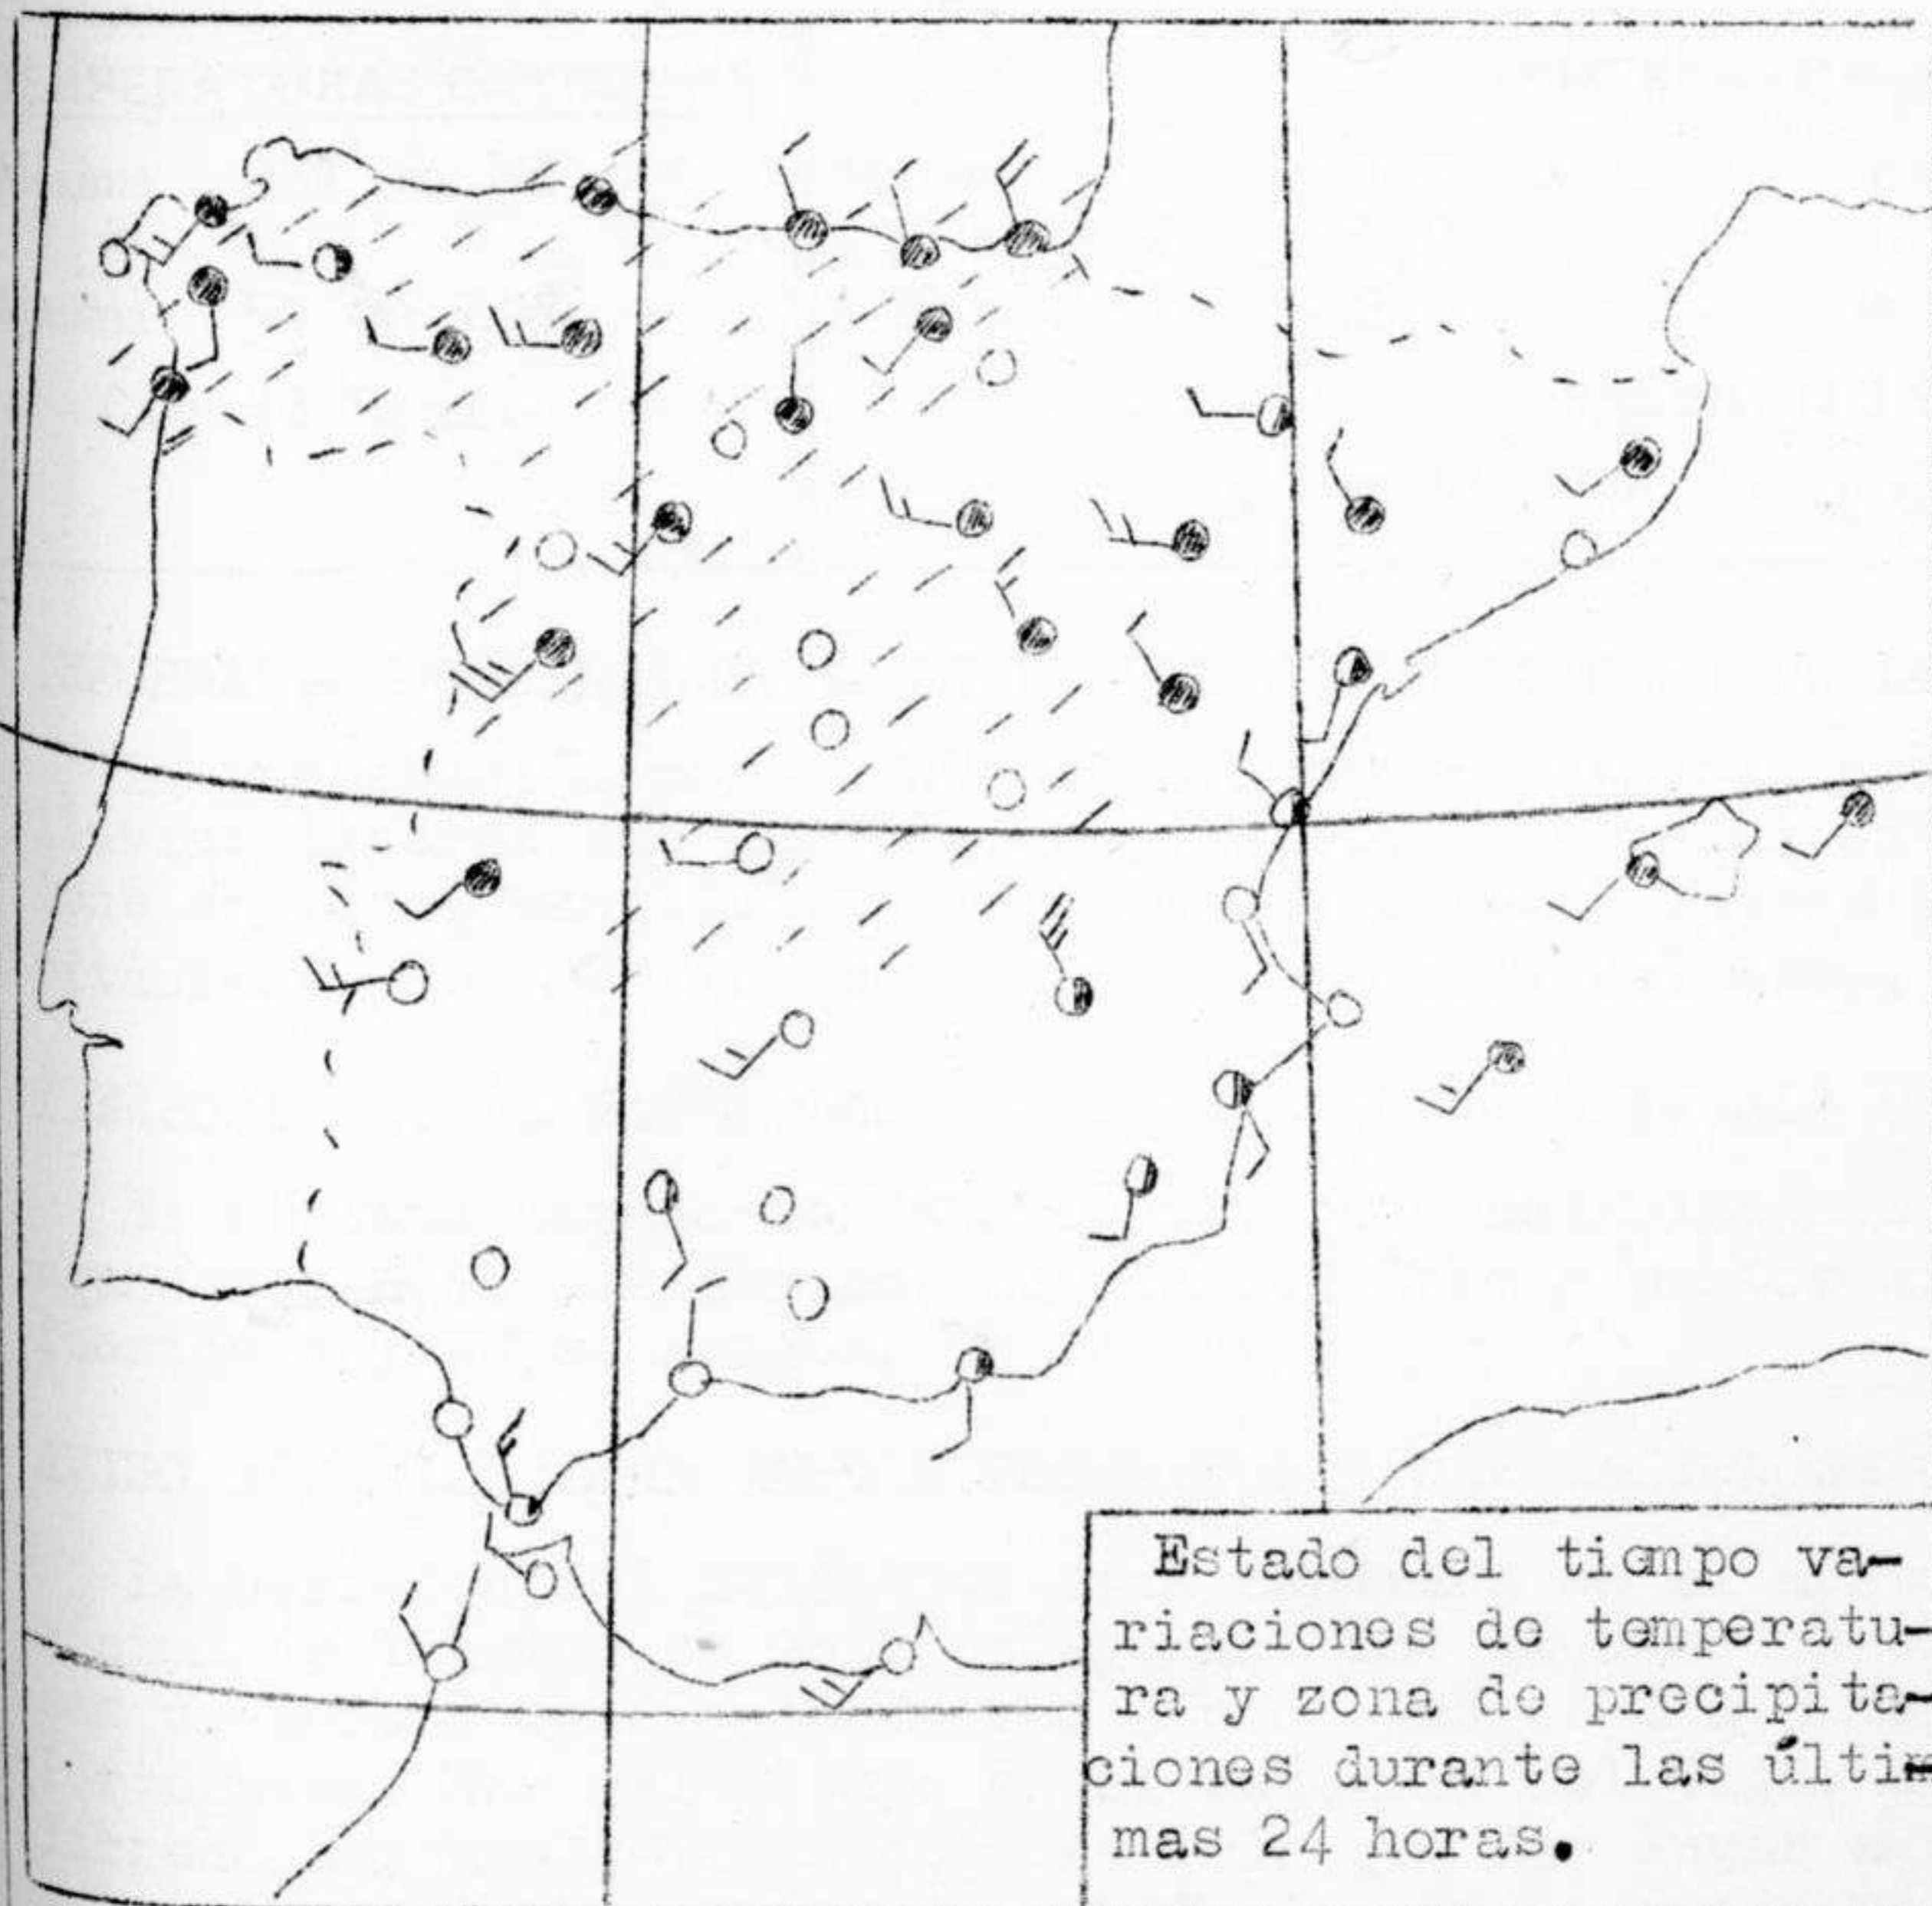 Estado del tiempo va-
riaciones de temperatu-
ra y zona de precipita-
ciones durante las últim
mas 24 horas.